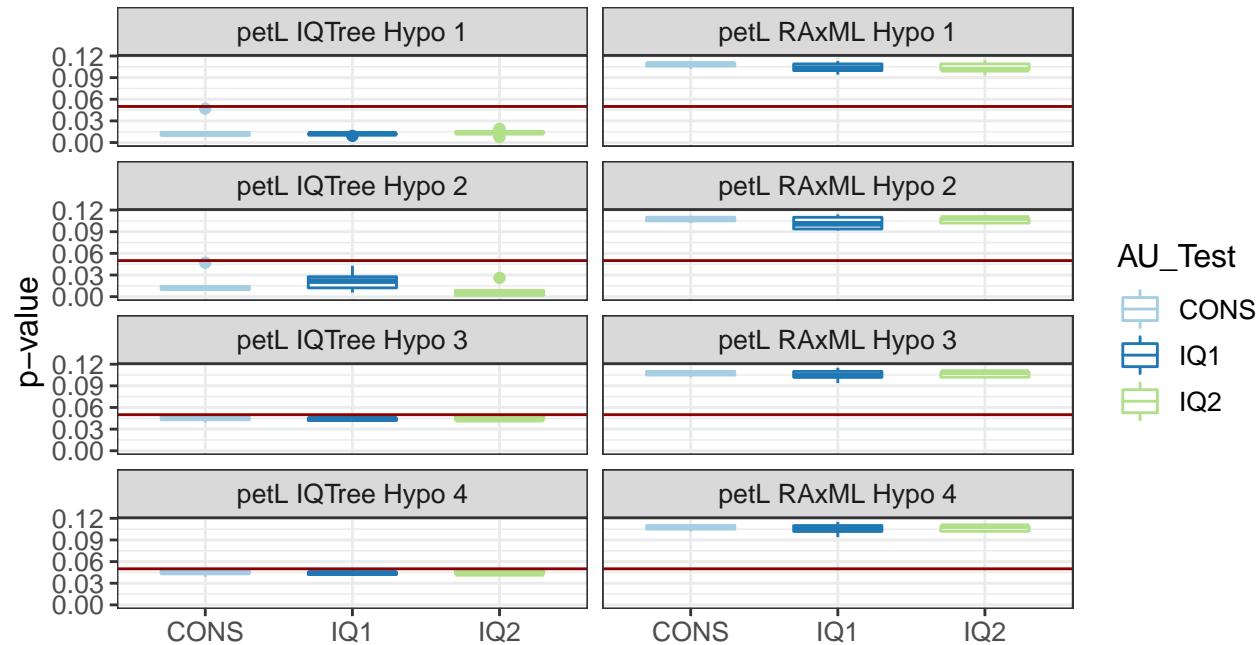 petL IQTree Hypo 1
petL RAxML Hypo 1
0.12
0.09
0.06
0.03
0.00
petL IQTree Hypo 2
petL RAxML Hypo 2
0.12
0.09
0.06
0.03
0.00
petL IQTree Hypo 3
petL RAxML Hypo 3
0.12
0.09
0.06
0.03
0.00
petL IQTree Hypo 4
petL RAxML Hypo 4
0.12
0.09
0.06
0.03
0.00
CONS IQ1 IQ2
CONS IQ1 IQ2
p−value
AU_Test
CONS
IQ1
IQ2